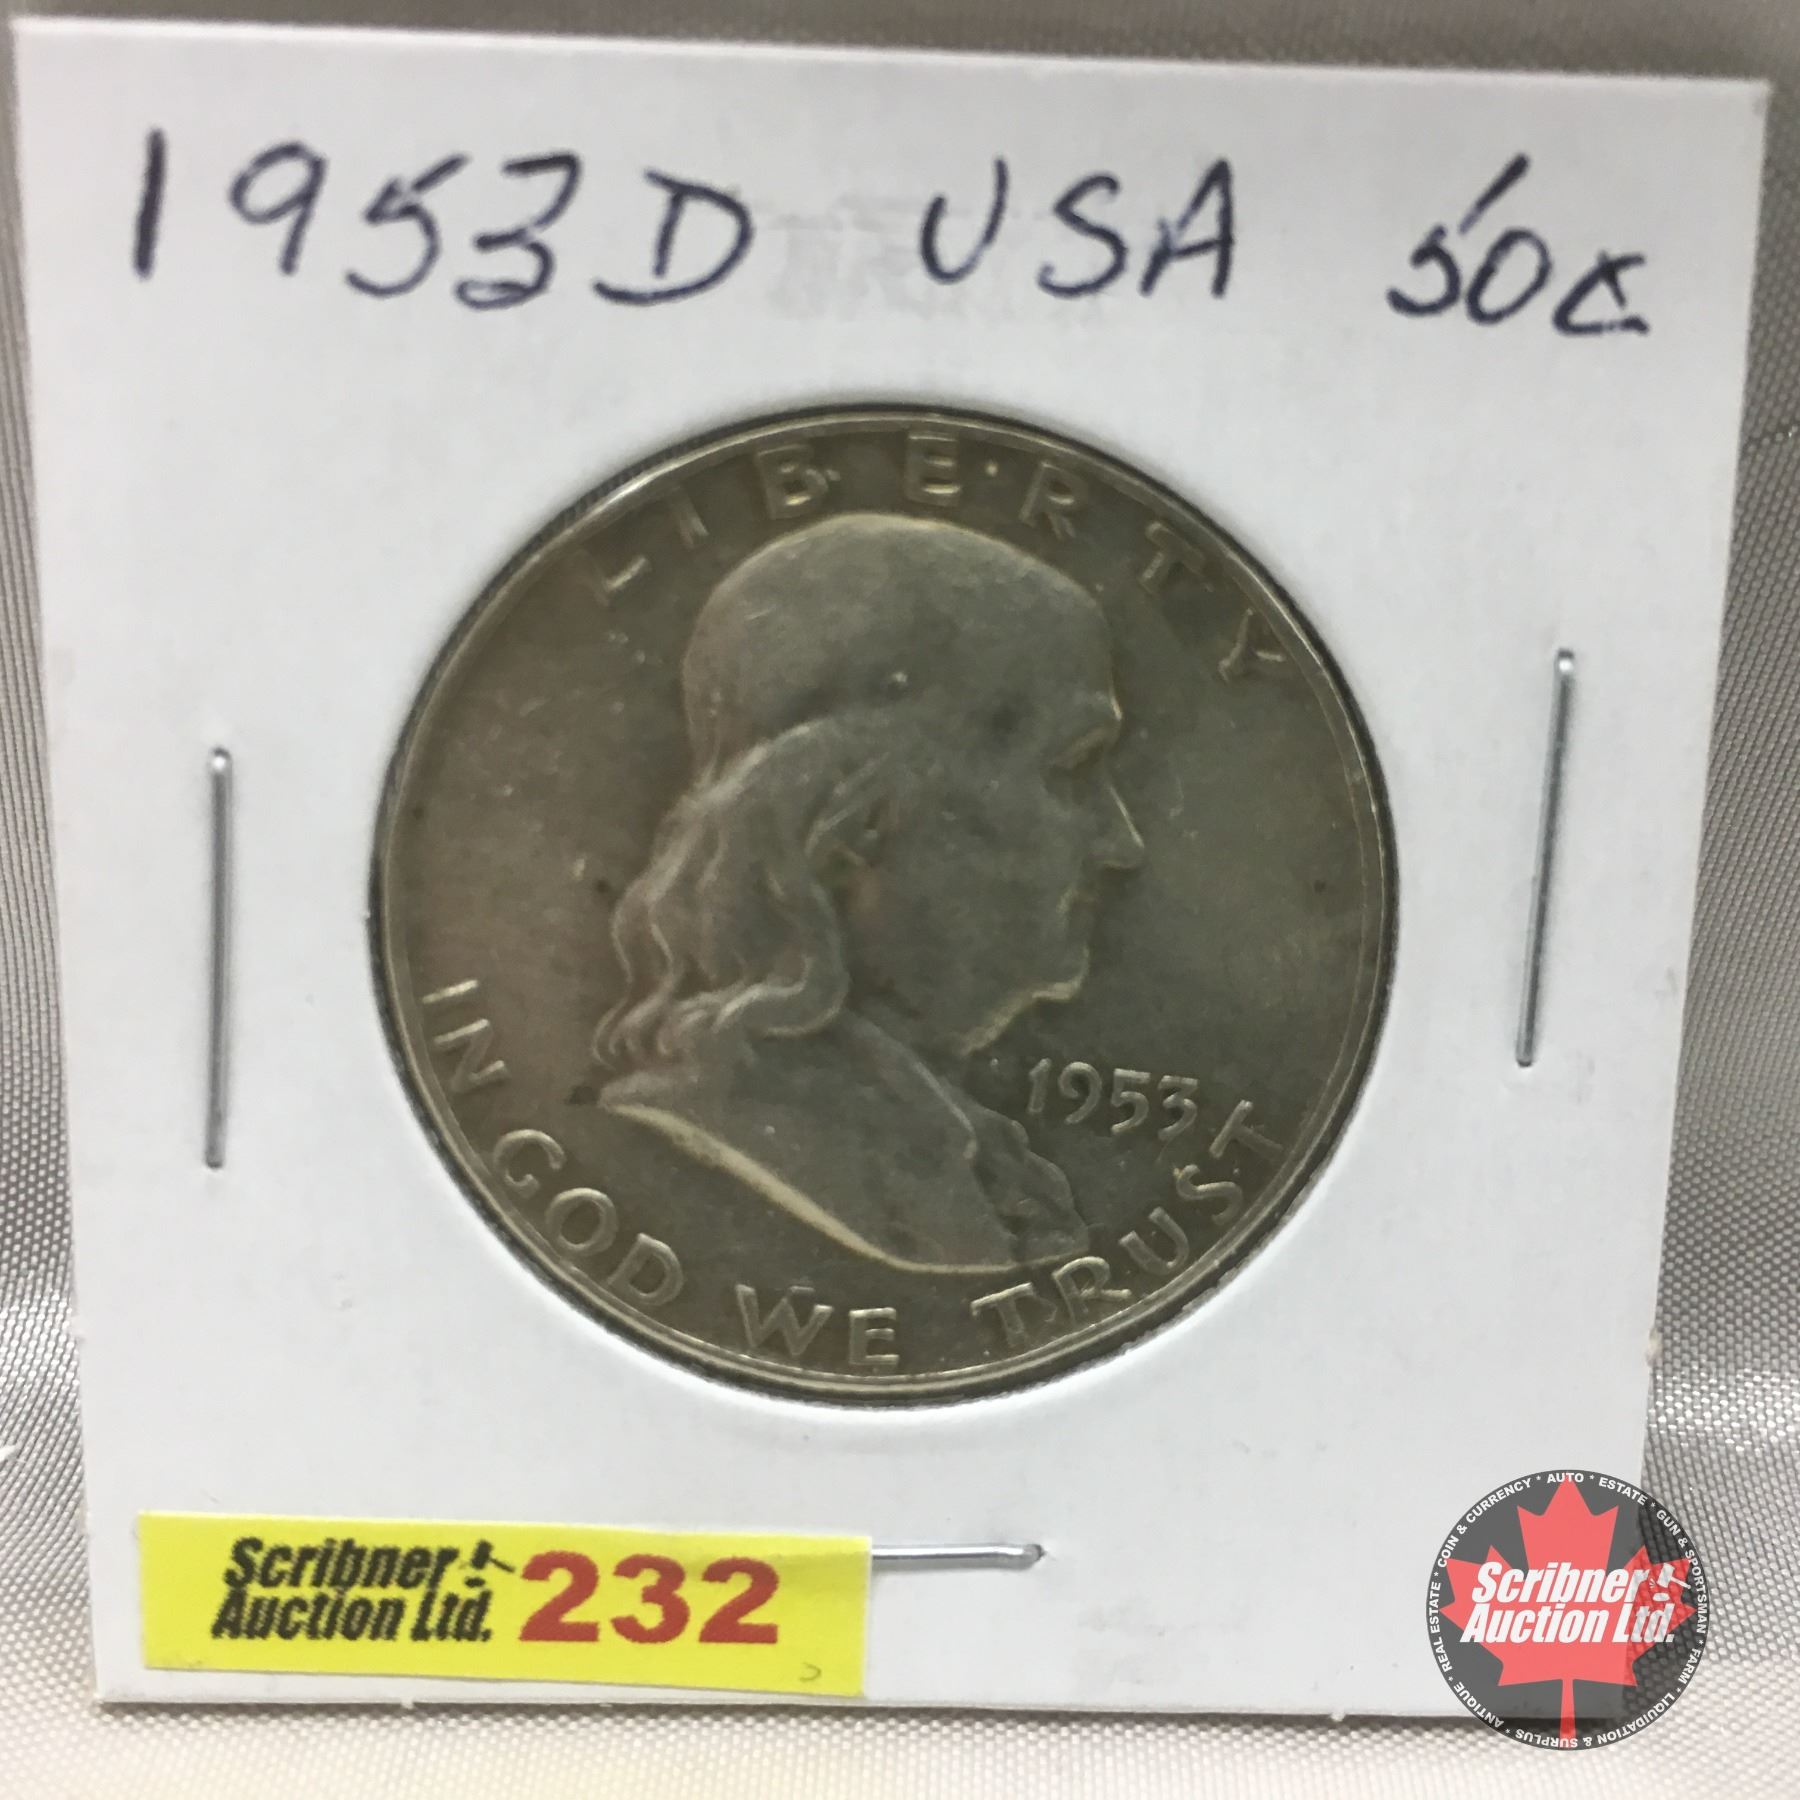 1953D USA 50¢
LIBERTY
1953
IN GOD WE TRUST
Scribner
Auction Ltd. 232
* COIN & CURRENCY * AUTO * ESTATE * GUN & SPORTSMAN * FARM * LIQUIDATION & SURPLUS * ANTIQUE * REAL ESTATE
Scribner
Auction Ltd.